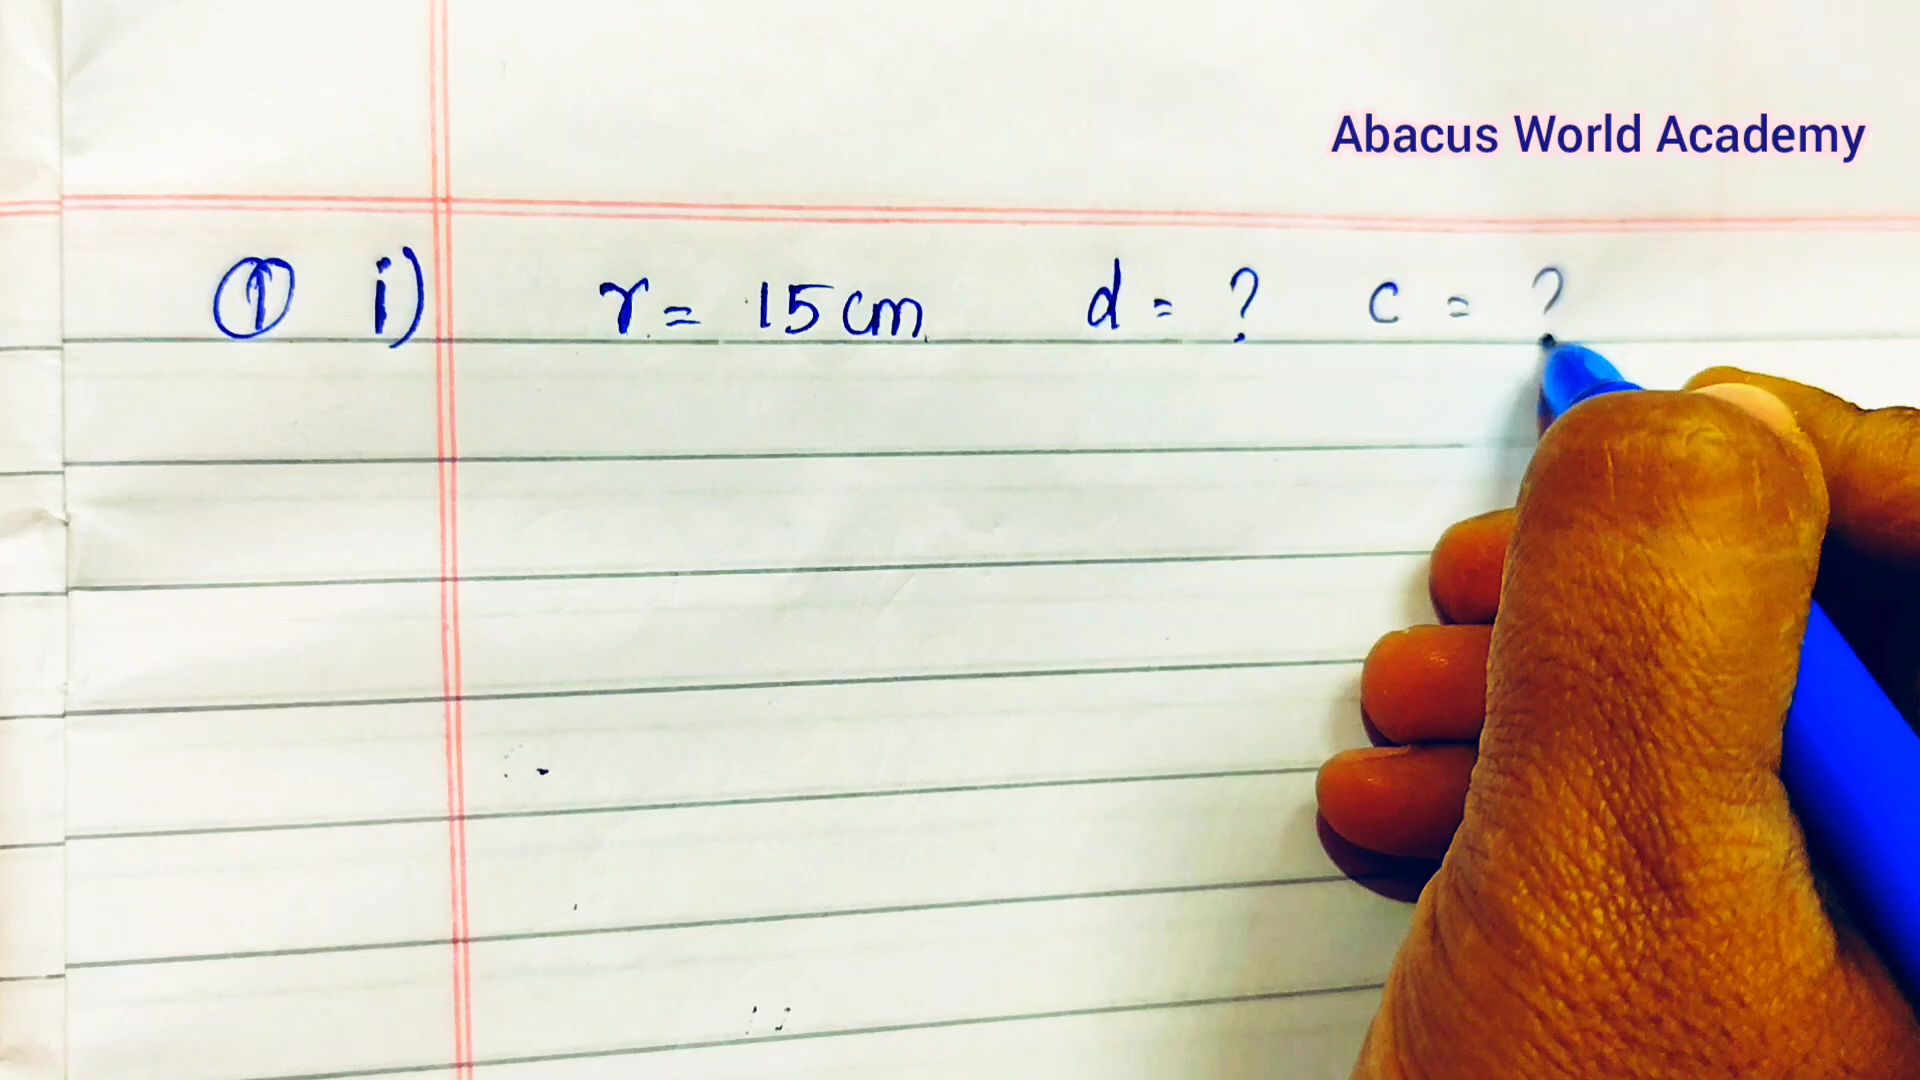 Abacus World Academy
① i) r = 15 cm d = ? c = ?